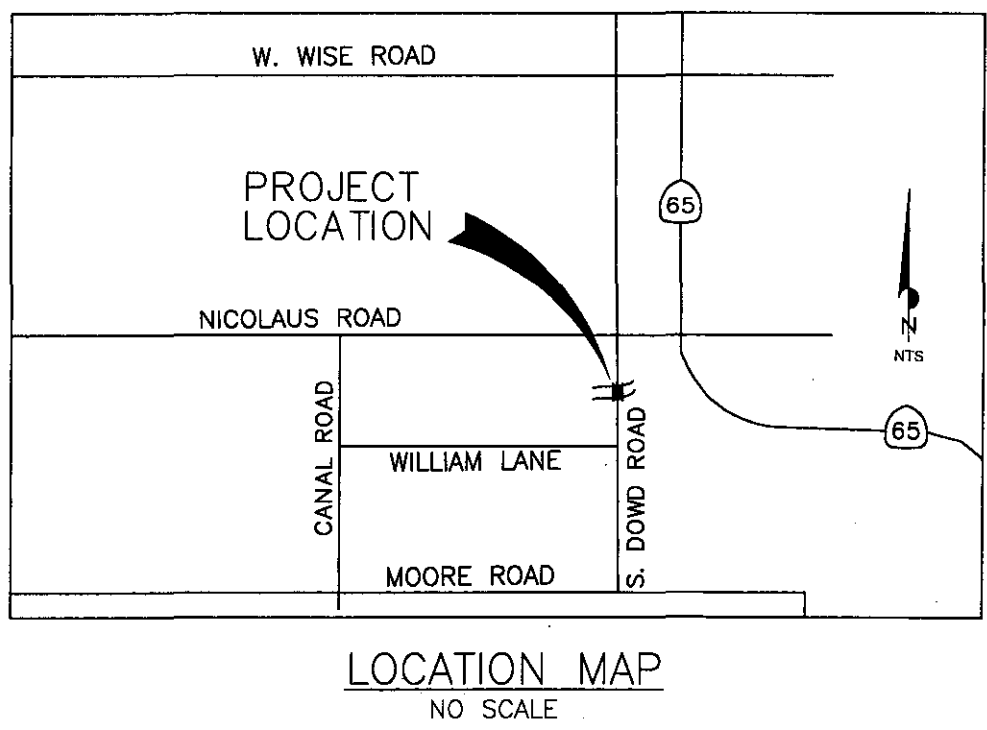 W. WISE ROAD
PROJECT
LOCATION
65
NICOLAUS ROAD
N
NTS
CANAL ROAD
65
WILLIAM LANE
S. DOWD ROAD
MOORE ROAD
LOCATION MAP
NO SCALE